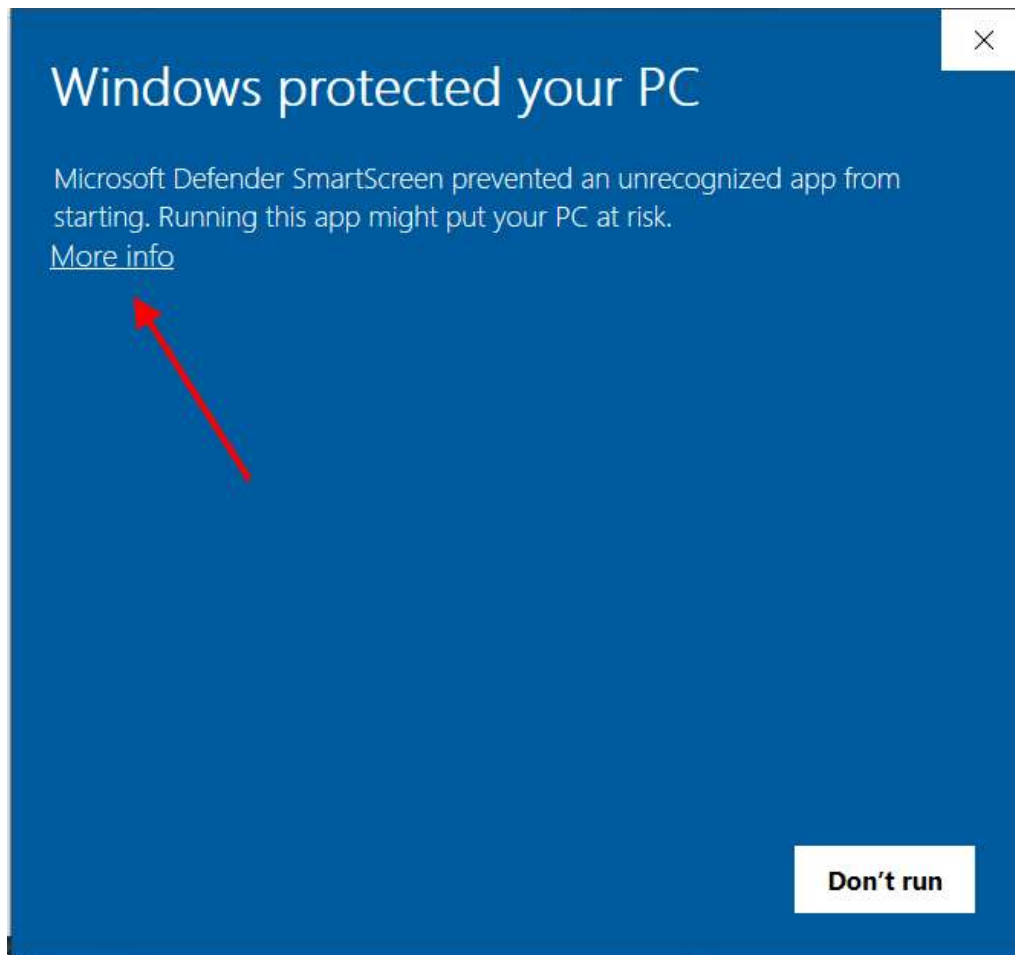 Windows protected your PC
Microsoft Defender SmartScreen prevented an unrecognized app from
starting. Running this app might put your PC at risk.
More info
Don’t run